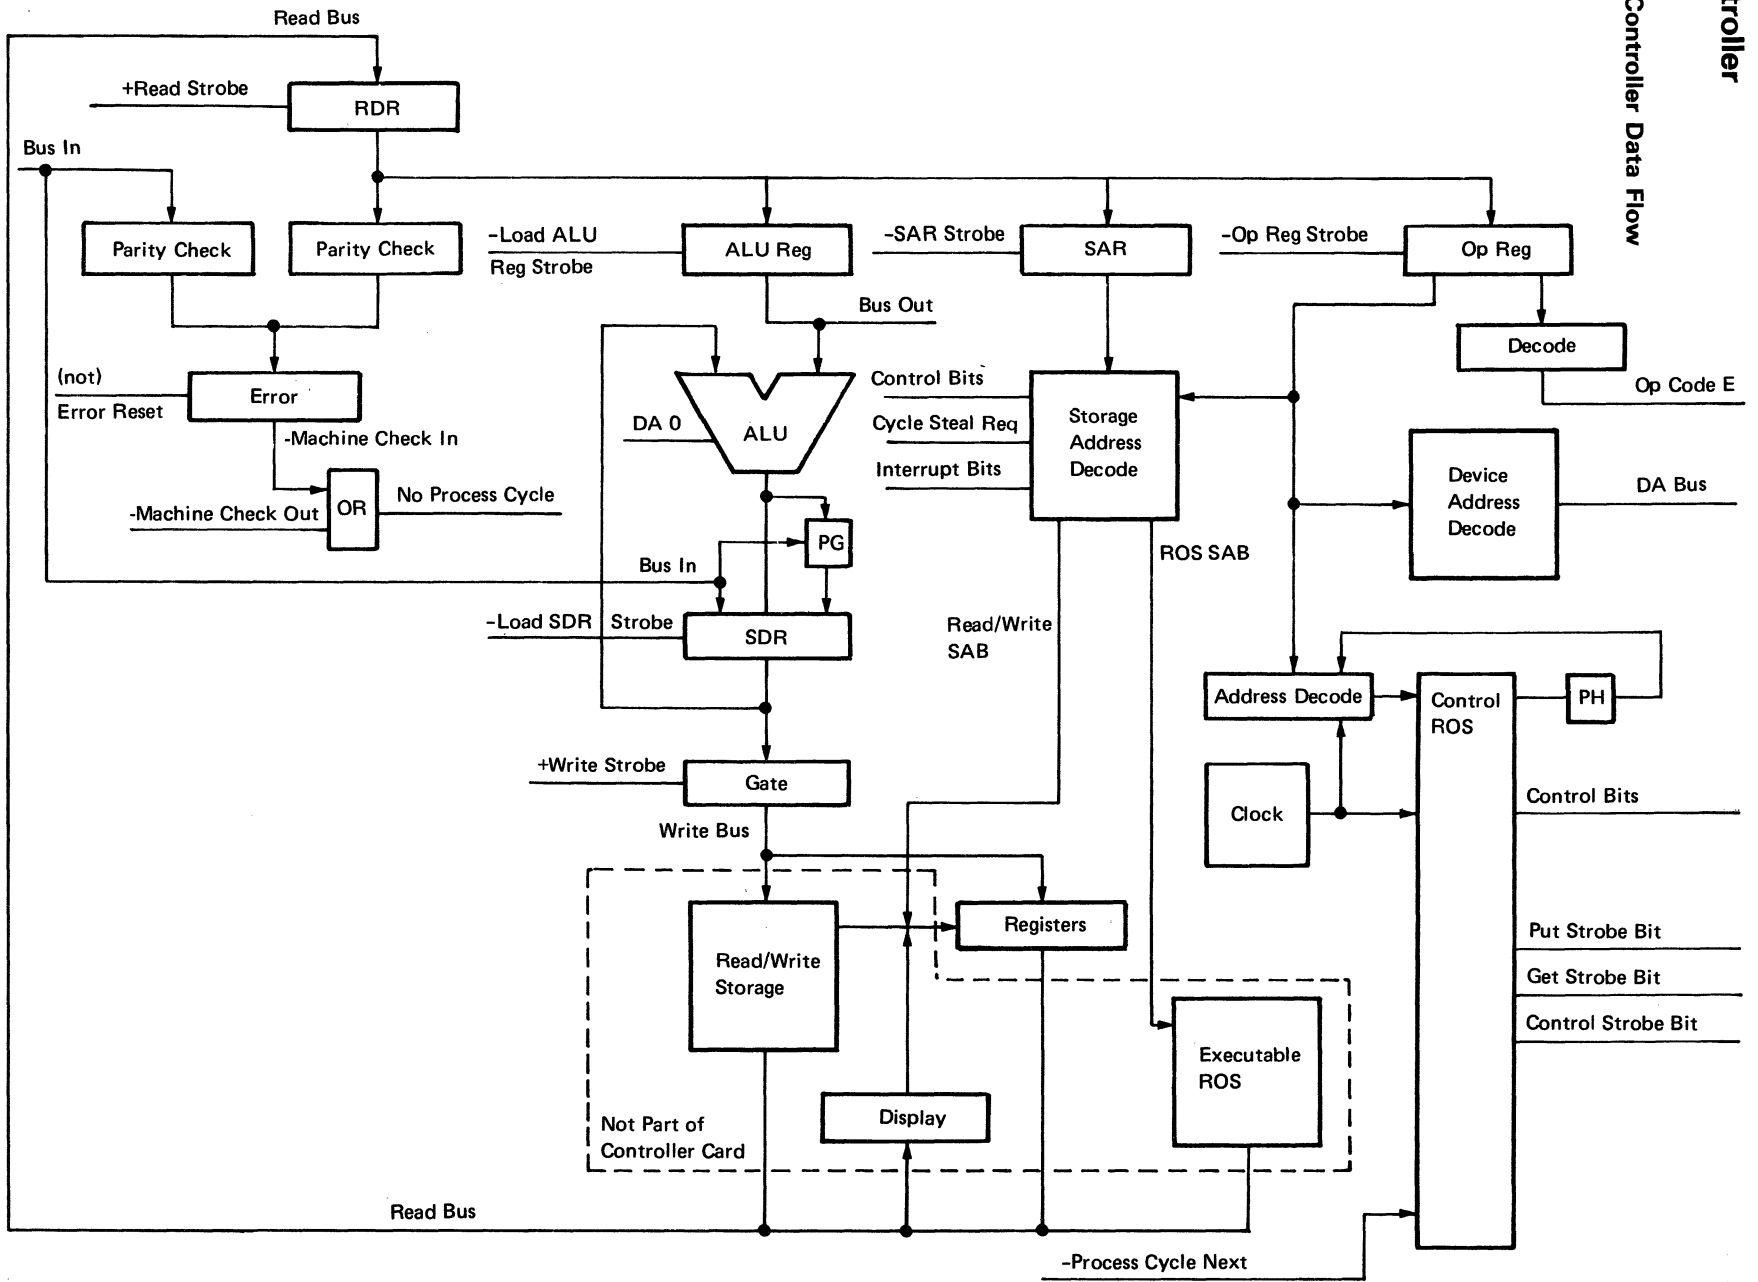 troller
Controller Data Flow
Read Bus
+Read Strobe
RDR
Bus In
Parity Check
Parity Check
-Load ALU
Reg Strobe
ALU Reg
-SAR Strobe
SAR
-Op Reg Strobe
Op Reg
Bus Out
Decode
Op Code E
(not)
Error Reset
Error
-Machine Check In
OR
No Process Cycle
-Machine Check Out
DA 0
ALU
Control Bits
Cycle Steal Req
Interrupt Bits
Storage
Address
Decode
Device
Address
Decode
DA Bus
PG
Bus In
ROS SAB
-Load SDR Strobe
SDR
Read/Write
SAB
Address Decode
Control
ROS
PH
+Write Strobe
Gate
Clock
Control Bits
Write Bus
Read/Write
Storage
Registers
Put Strobe Bit
Get Strobe Bit
Control Strobe Bit
Executable
ROS
Display
Not Part of
Controller Card
Read Bus
-Process Cycle Next